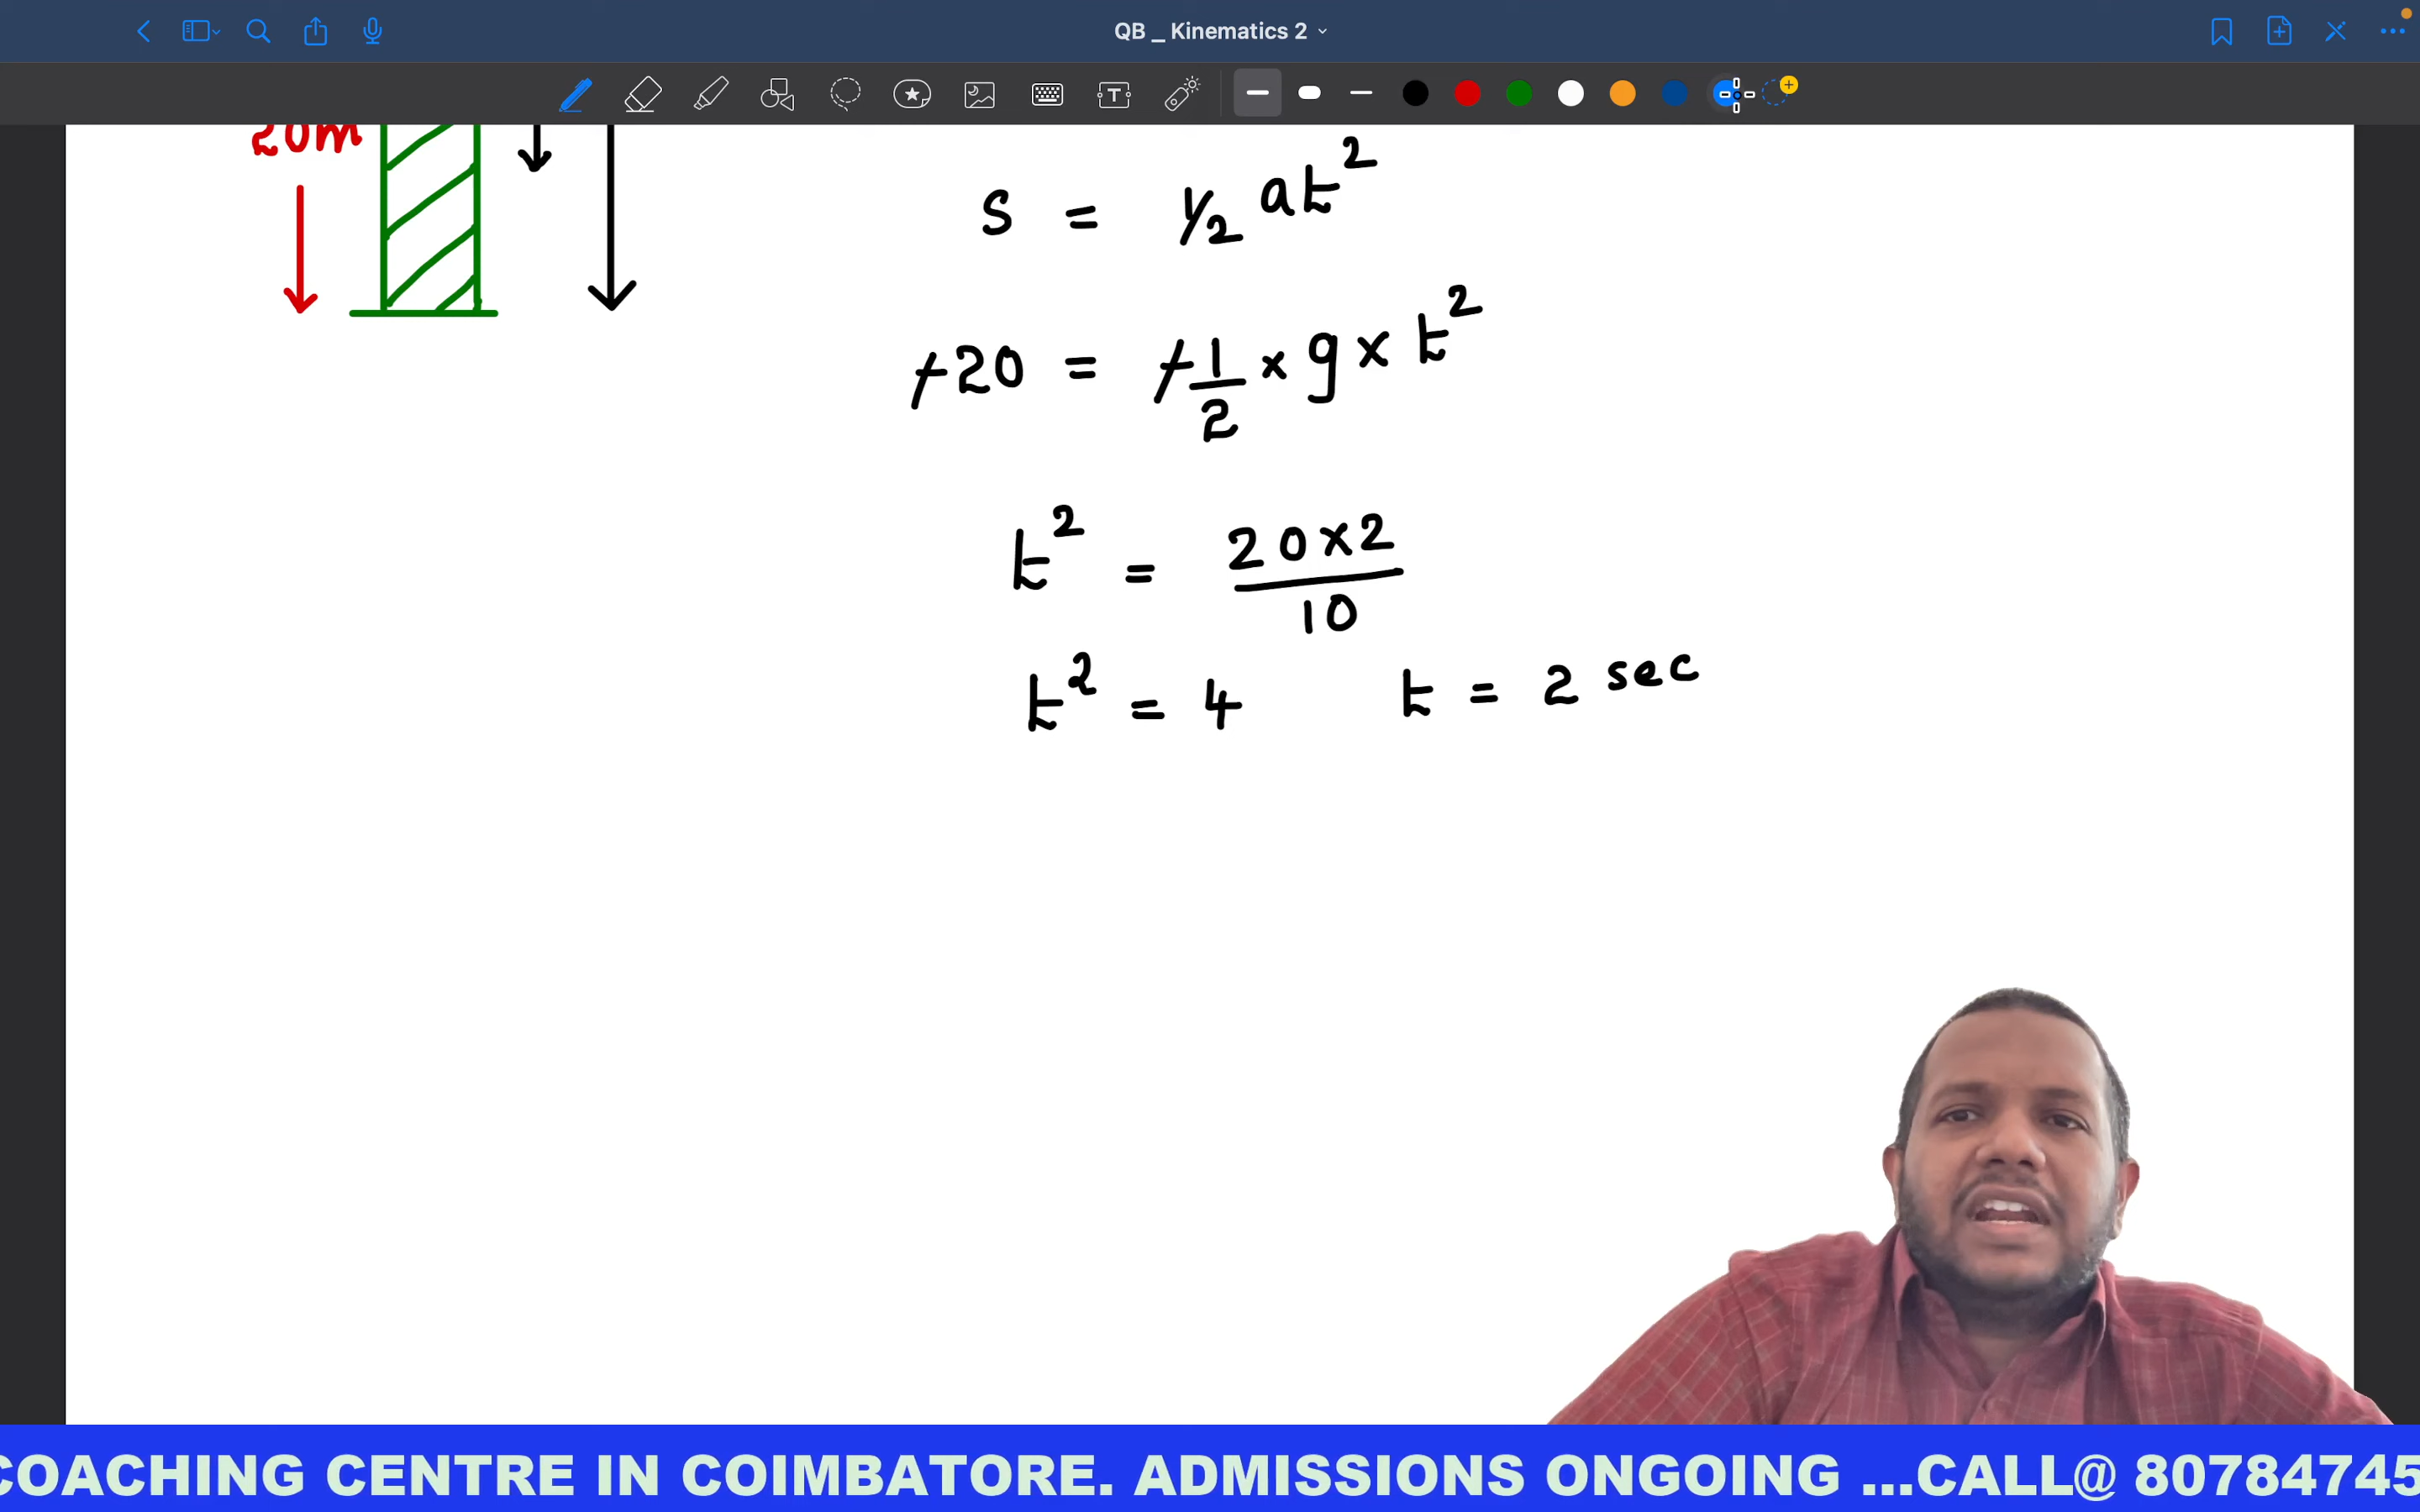 QB _ Kinematics 2
20m
s = 1/2 at²
-20 = -1/2 × g × t²
t² = 20×2/10
t² = 4 t = 2 sec
COACHING CENTRE IN COIMBATORE. ADMISSIONS ONGOING ...CALL@ 80784745